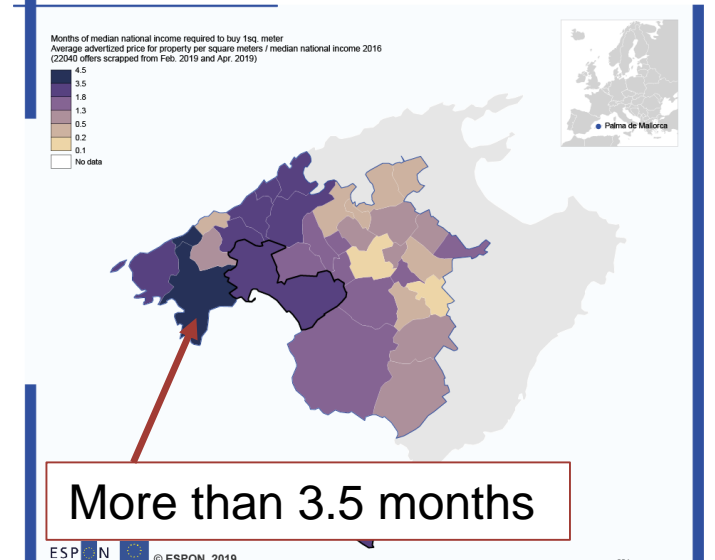 Months of median national income required to buy 1sq. meter
Average advertized price for property per square meters / median national income 2016
(22040 offers scrapped from Feb. 2019 and Apr. 2019)
4.5
3.5
1.8
1.3
0.5
0.2
0.1
No data
Palma de Mallorca
More than 3.5 months
ESPON
© ESPON, 2019